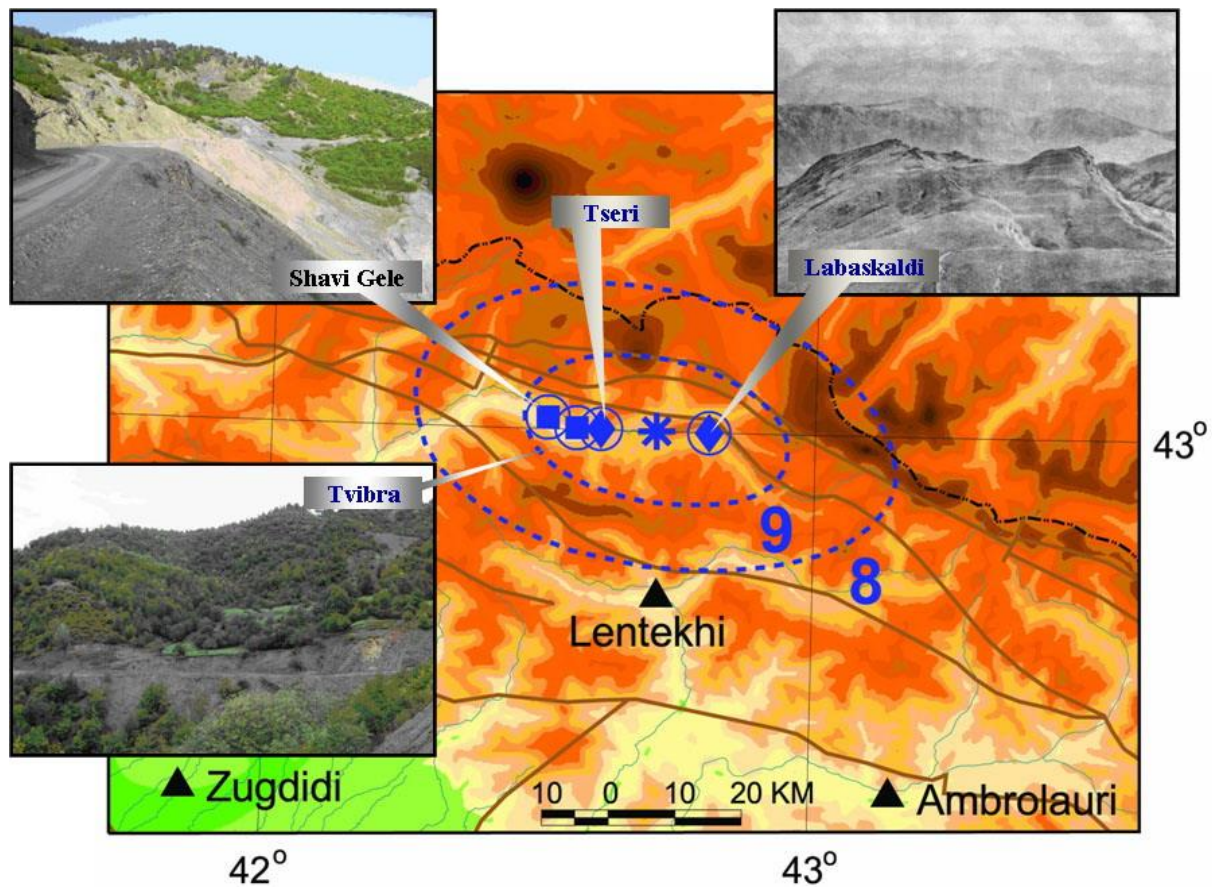 Tseri
Shavi Gele
Labaskaldi
43°
Tvibra
9
8
Lentekhi
Zugdidi
10 0 10 20 KM
Ambrolauri
42°
43°